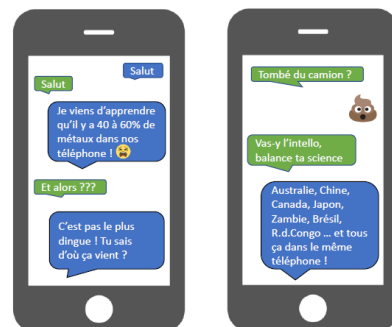 Salut
Salut
Je viens d'apprendre
qu'il y a 40 à 60% de
métaux dans nos
téléphone !
Et alors ???
C'est pas le plus
dingue ! Tu sais
d'où ça vient ?
Tombé du camion ?
Vas-y l'intello,
balance ta science
Australie, Chine,
Canada, Japon,
Zambie, Brésil,
R.d.Congo ... et tous
ça dans le même
téléphone !